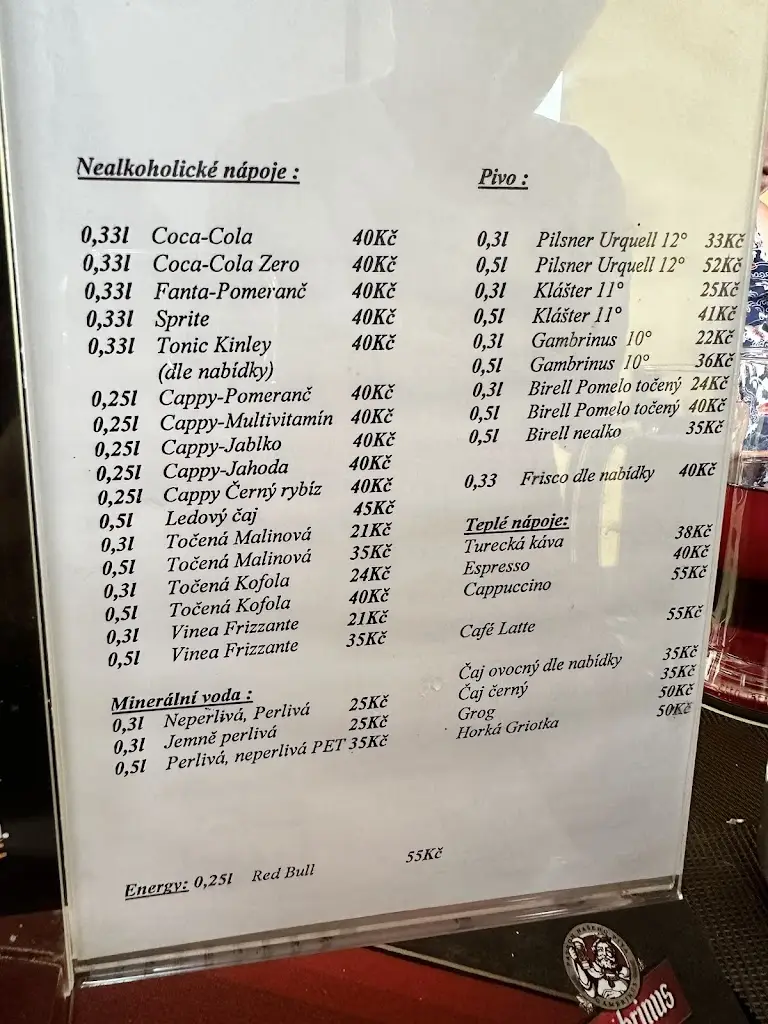 Nealkoholické nápoje :
0,33l Coca-Cola 40Kč
0,33l Coca-Cola Zero 40Kč
0,33l Fanta-Pomeranč 40Kč
0,33l Sprite 40Kč
0,33l Tonic Kinley 40Kč
(dle nabídky)
0,25l Cappy-Pomeranč 40Kč
0,25l Cappy-Multivitamín 40Kč
0,25l Cappy-Jablko 40Kč
0,25l Cappy-Jahoda 40Kč
0,25l Cappy Černý rybíz 40Kč
0,5l Ledový čaj 45Kč
0,3l Točená Malinová 21Kč
0,5l Točená Malinová 35Kč
0,3l Točená Kofola 24Kč
0,5l Točená Kofola 40Kč
0,3l Vinea Frizzante 21Kč
0,5l Vinea Frizzante 35Kč
Minerální voda :
0,3l Neperlivá, Perlivá 25Kč
0,3l Jemně perlivá 25Kč
0,5l Perlivá, neperlivá PET 35Kč
Energy: 0,25l Red Bull 55Kč
Pivo :
0,3l Pilsner Urquell 12° 33Kč
0,5l Pilsner Urquell 12° 52Kč
0,3l Klášter 11° 25Kč
0,5l Klášter 11° 41Kč
0,3l Gambrinus 10° 22Kč
0,5l Gambrinus 10° 36Kč
0,3l Birell Pomelo točený 24Kč
0,5l Birell Pomelo točený 40Kč
0,5l Birell nealko 35Kč
0,33 Frisco dle nabídky 40Kč
Teplé nápoje:
Turecká káva 38Kč
Espresso 40Kč
Cappuccino 55Kč
Café Latte 55Kč
Čaj ovocný dle nabídky 35Kč
Čaj černý 35Kč
Grog 50Kč
Horká Griotka 50Kč